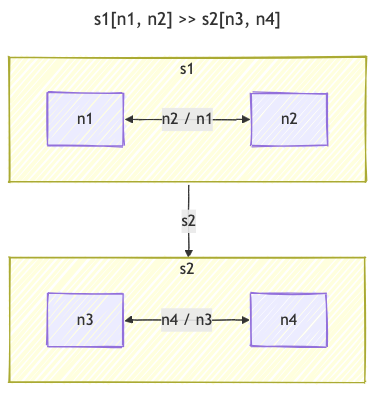 s1[n1, n2] >> s2[n3, n4]
s1
n1 n2 / n1 n2
s2
s2
n3 n4 / n3 n4